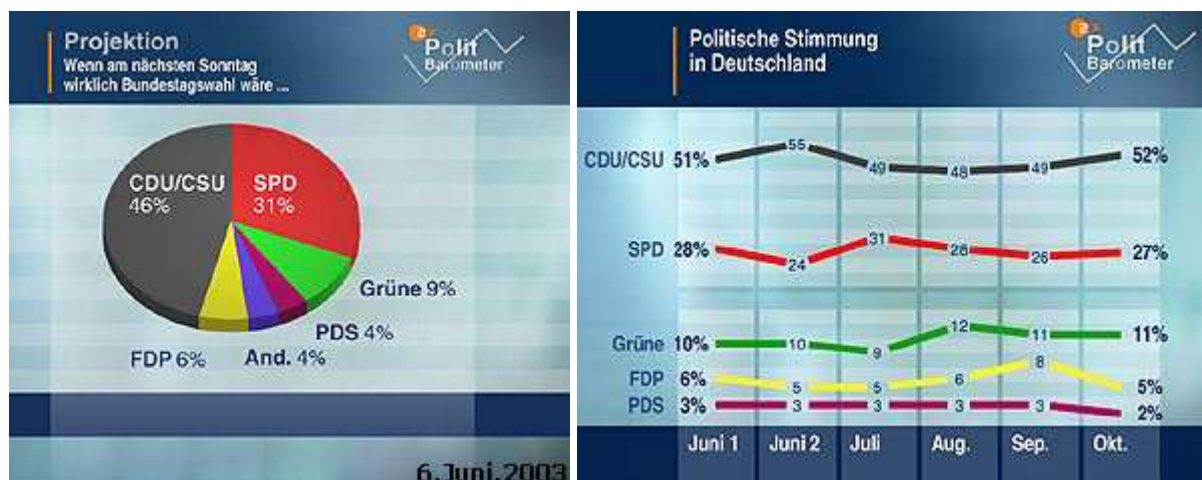 Projektion
Wenn am nächsten Sonntag
wirklich Bundestagswahl wäre ...
Polit
Barometer
CDU/CSU
46%
SPD
31%
Grüne 9%
PDS 4%
And. 4%
FDP 6%
6.Juni.2003
Politische Stimmung
in Deutschland
Polit
Barometer
CDU/CSU 51% 55 49 48 49 52%
SPD 28% 24 31 28 26 27%
Grüne 10% 10 9 12 11 11%
FDP 6% 5 5 6 8 5%
PDS 3% 3 3 3 3 2%
Juni 1 Juni 2 Juli Aug. Sep. Okt.